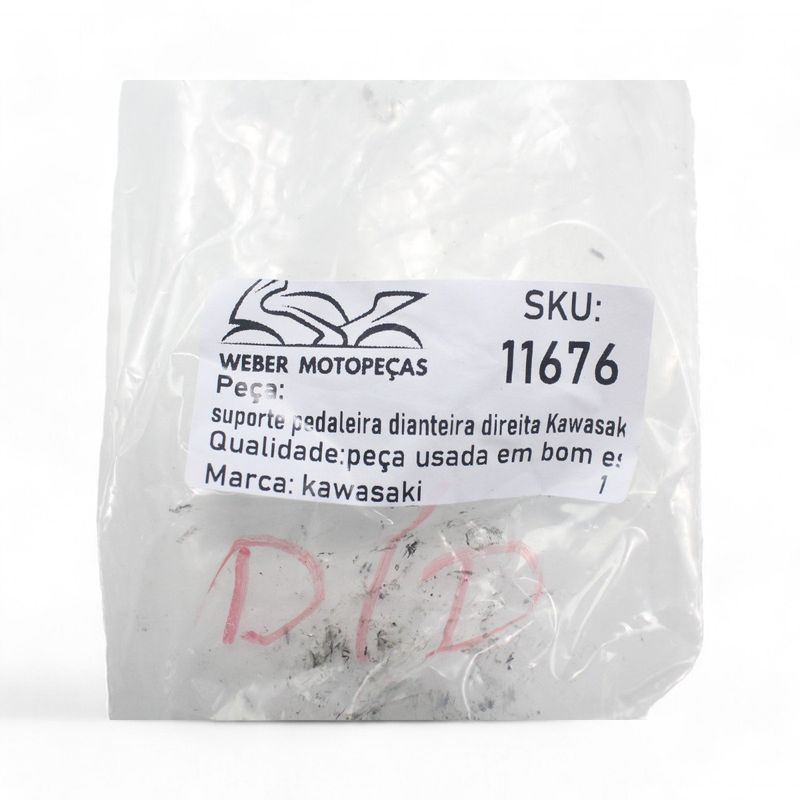 SKU:
11676
WEBER MOTOPEÇAS
Peça:
suporte pedaleira dianteira direita Kawasak
Qualidade:peça usada em bom es
Marca: kawasaki
1
D/D